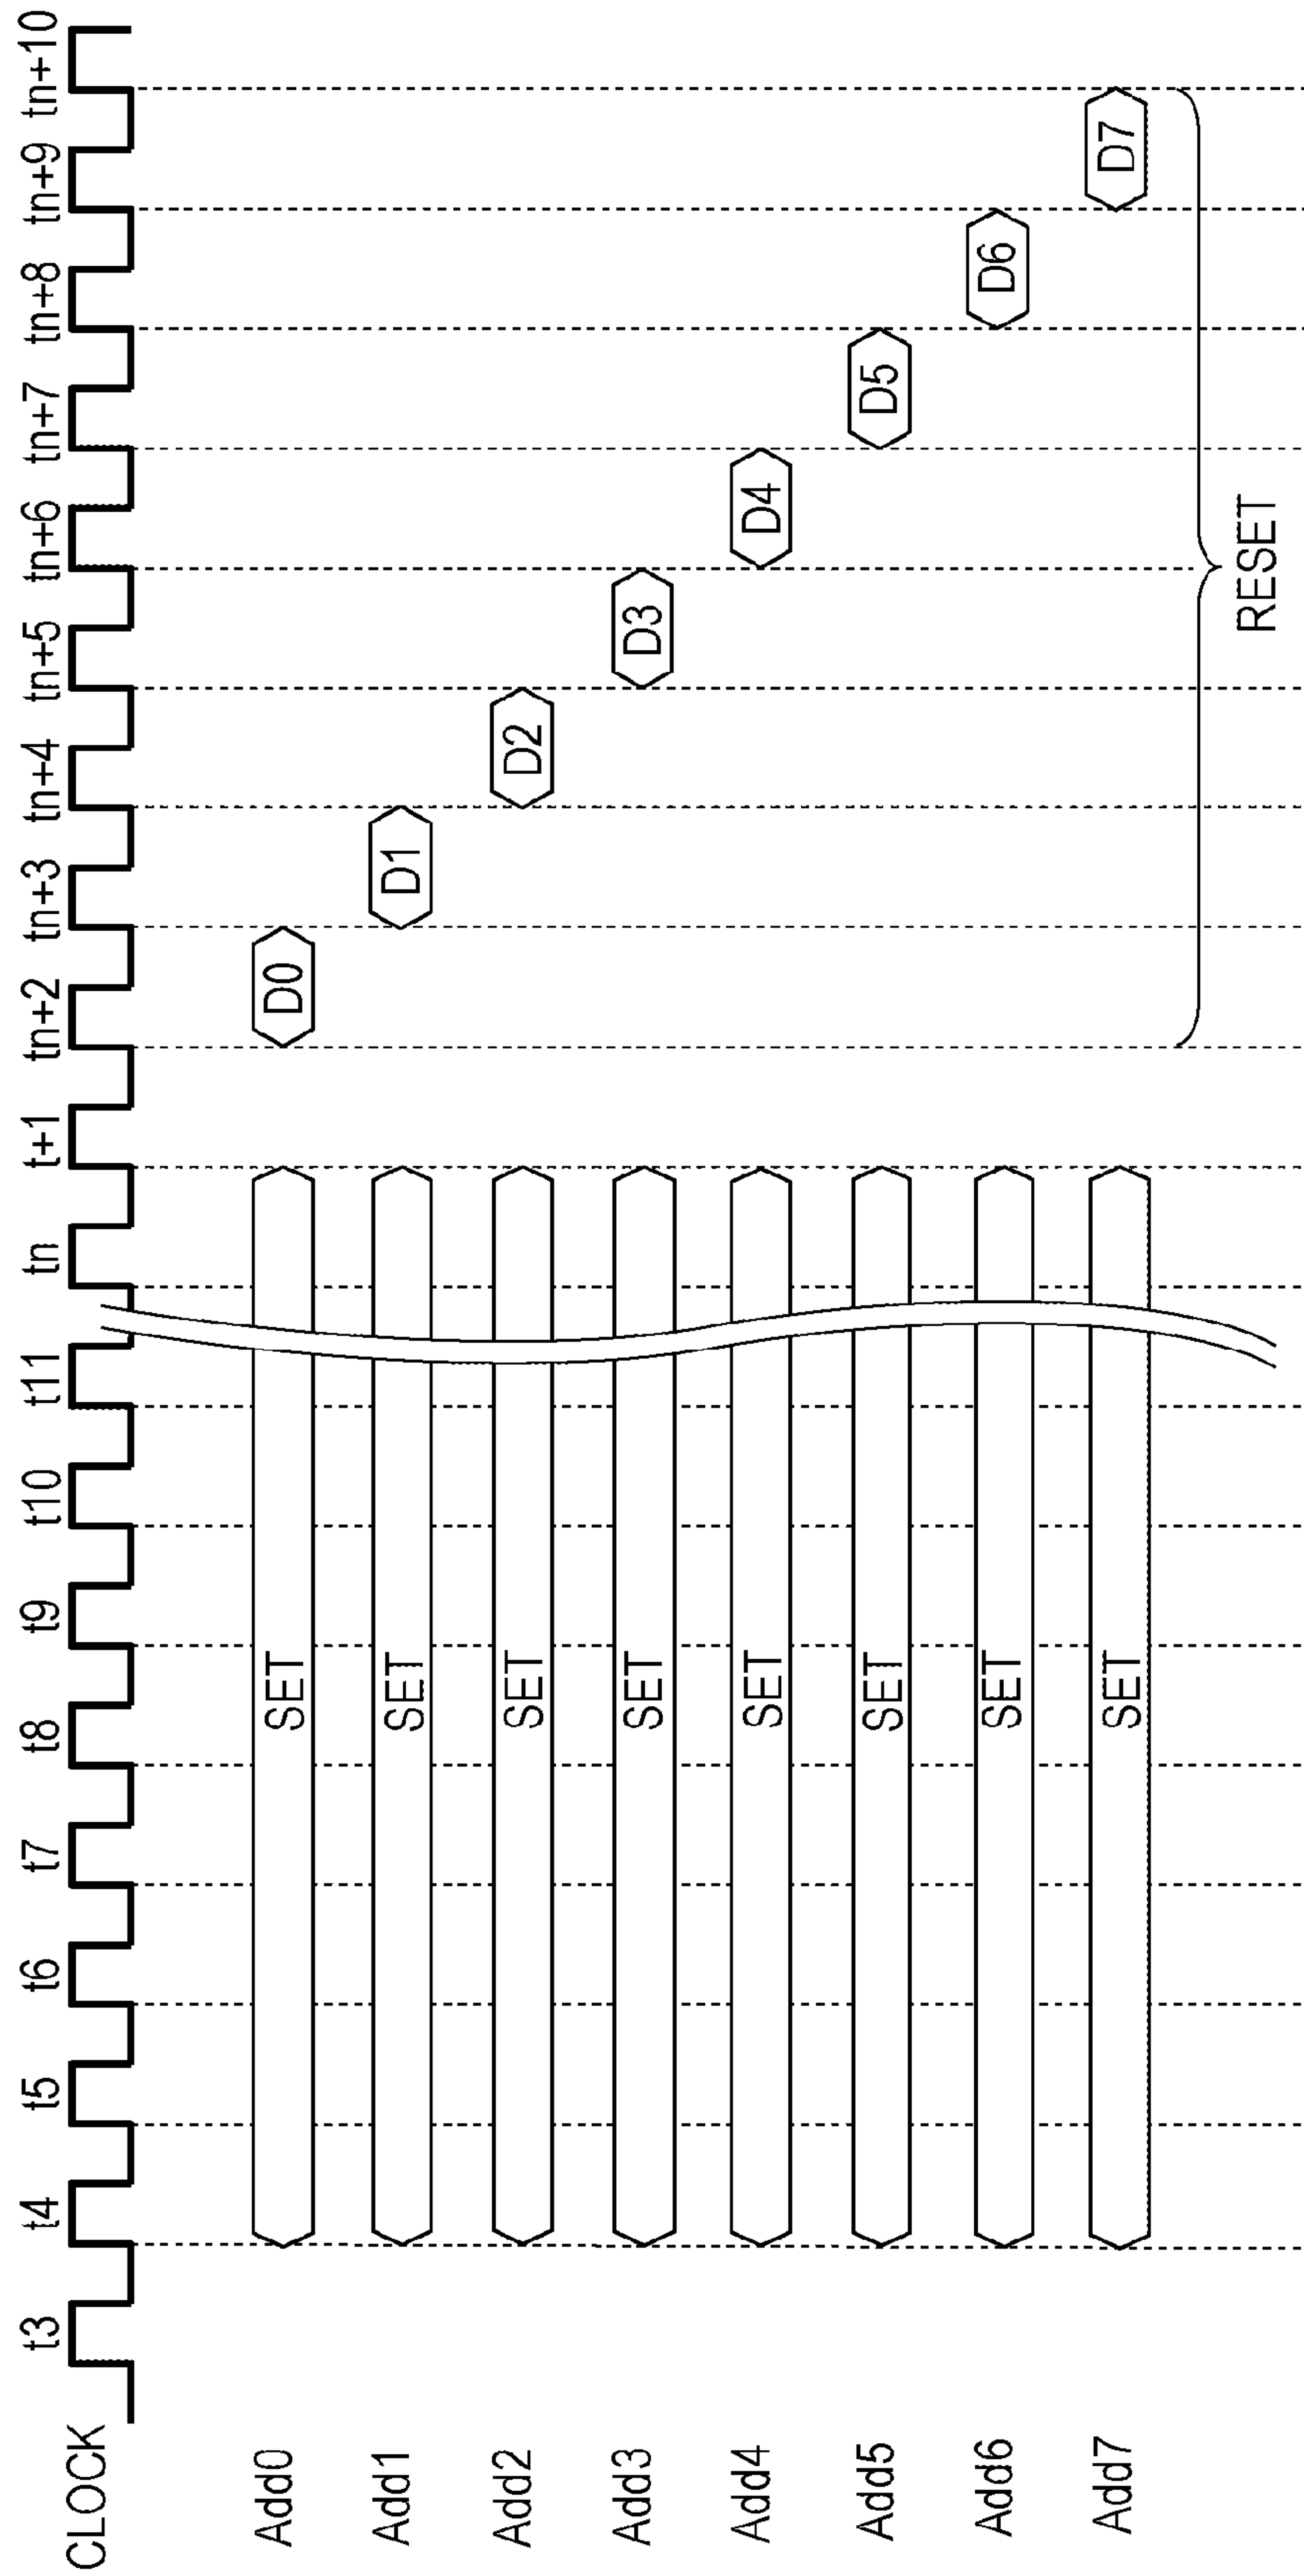 CLOCK t3 t4 t5 t6 t7 t8 t9 t10 t11 tn t+1 tn+2 tn+3 tn+4 tn+5 tn+6 tn+7 tn+8 tn+9 tn+10
Add0 SET D0
Add1 SET D1
Add2 SET D2
Add3 SET D3
Add4 SET D4
Add5 SET D5
Add6 SET D6
Add7 SET D7
RESET